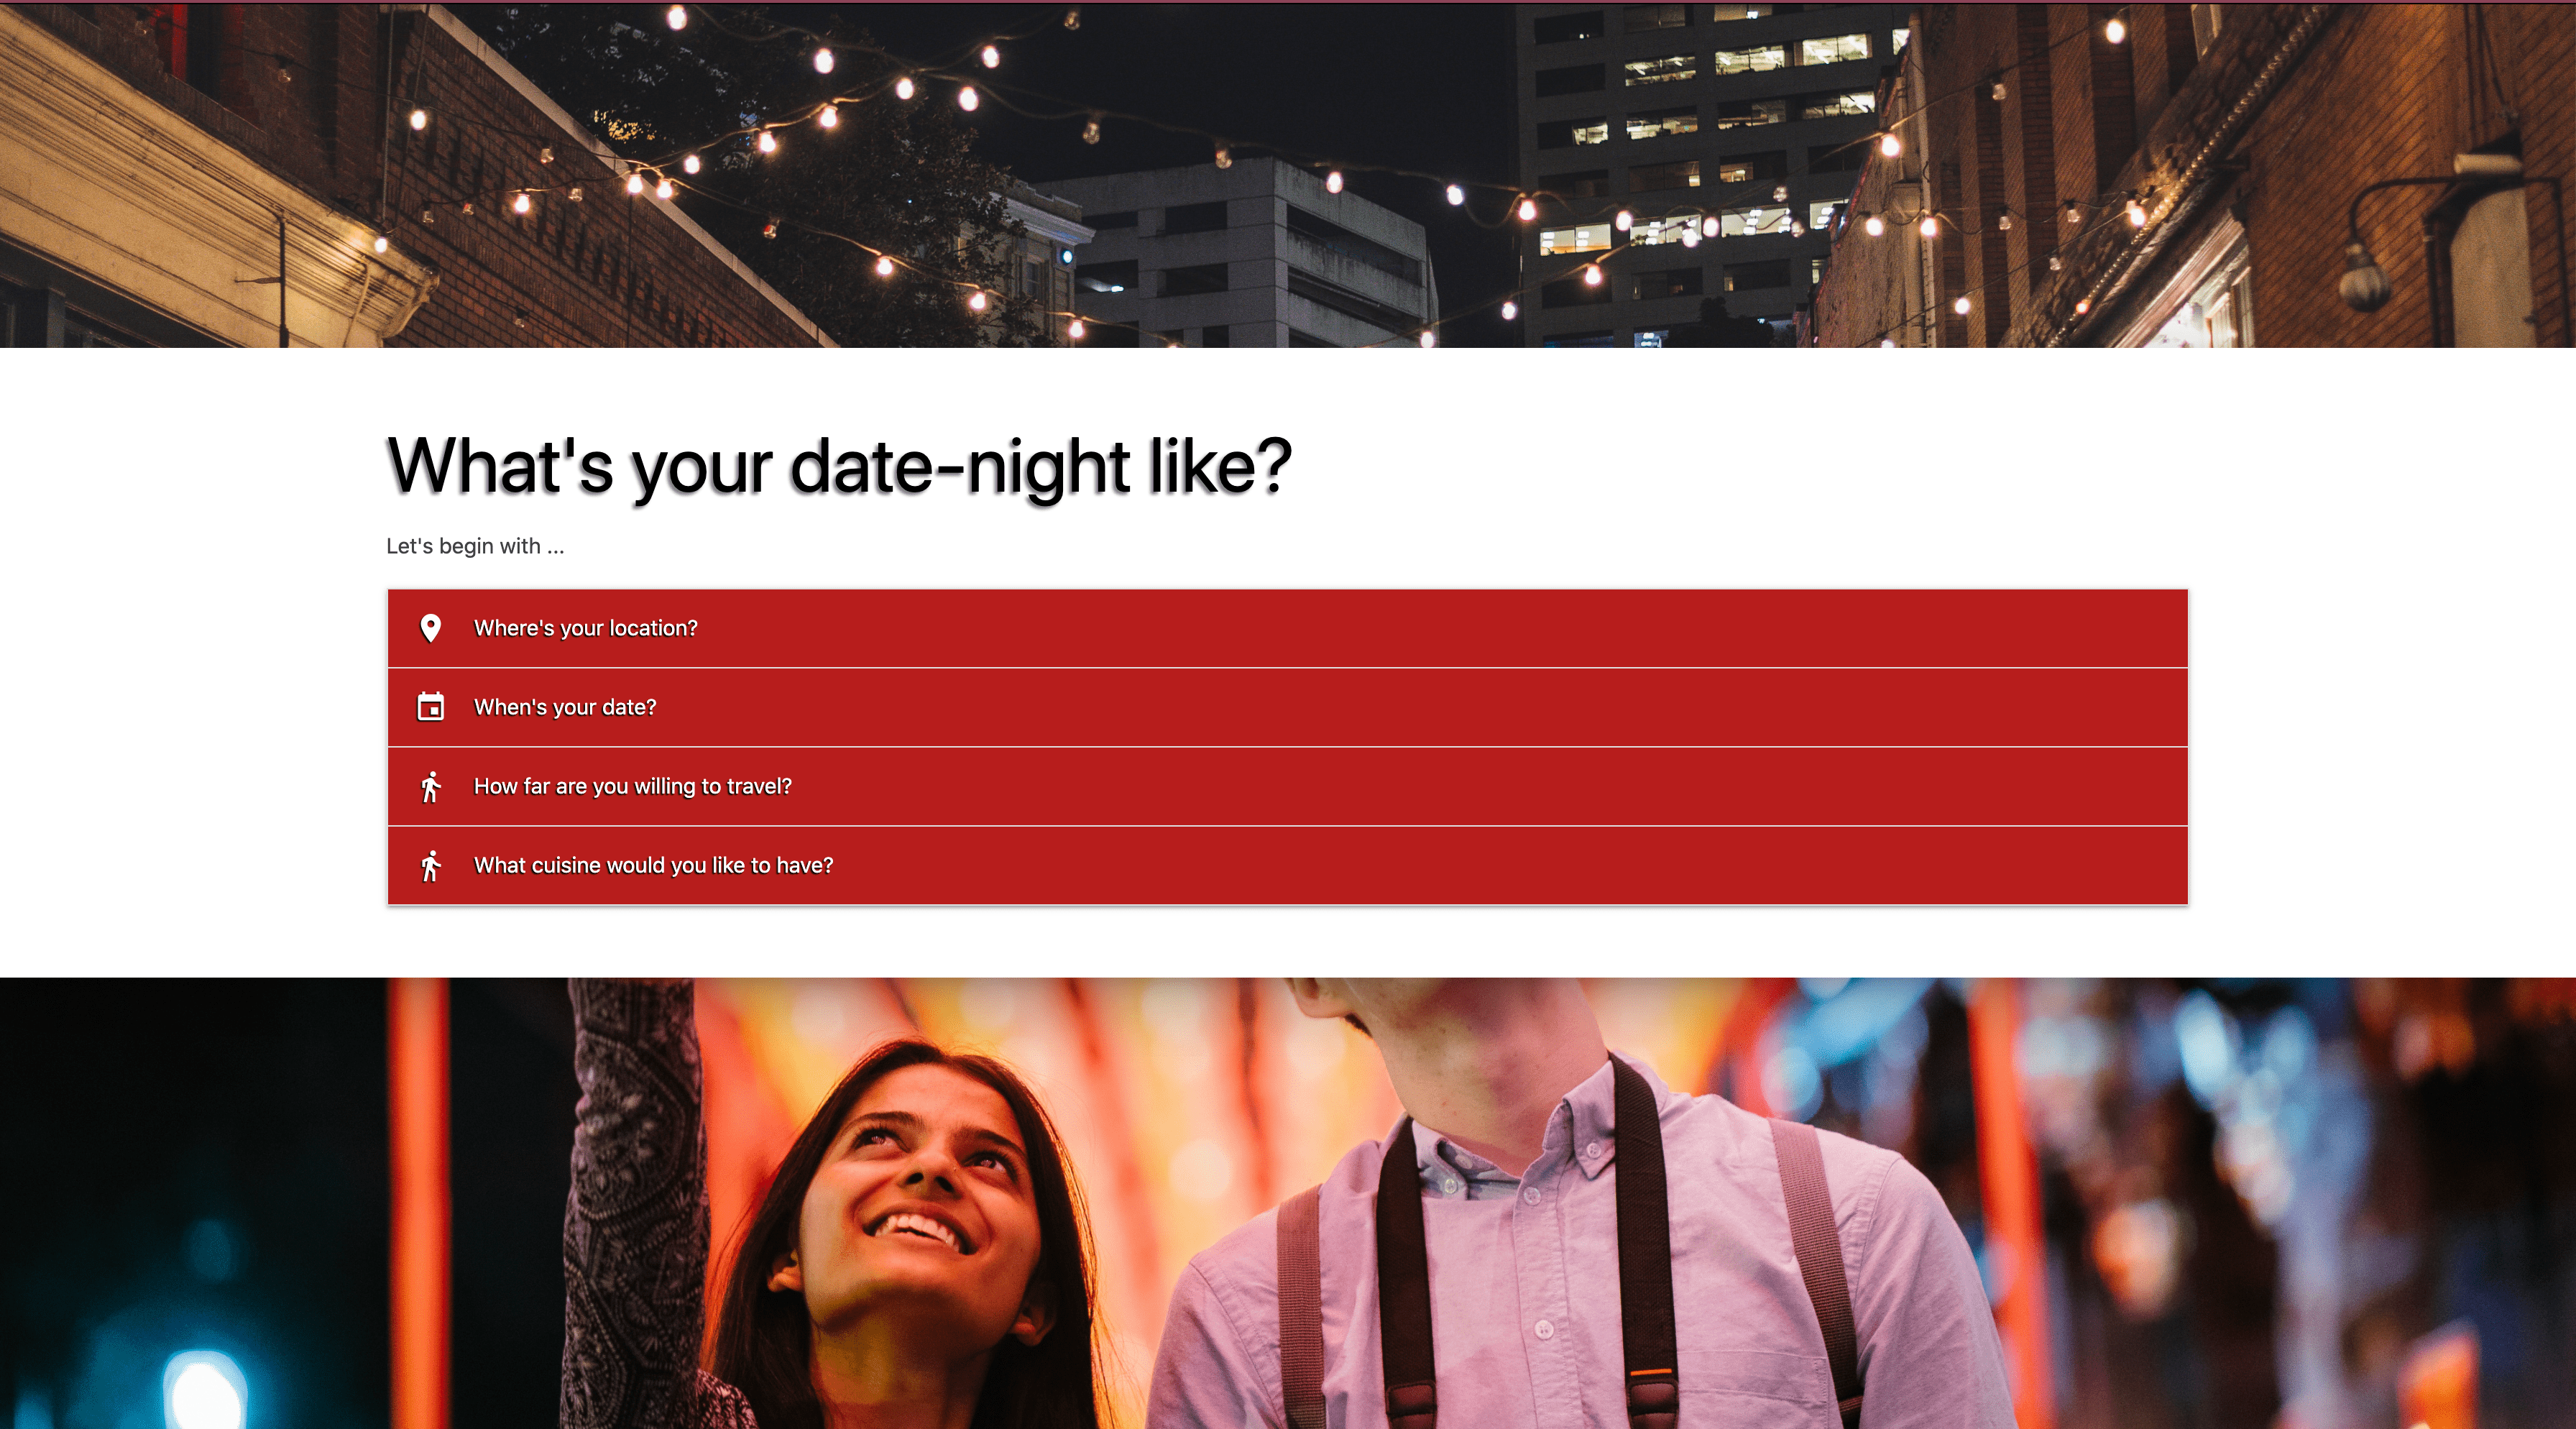 What's your date-night like?
Let's begin with ...
Where's your location?
When's your date?
How far are you willing to travel?
What cuisine would you like to have?